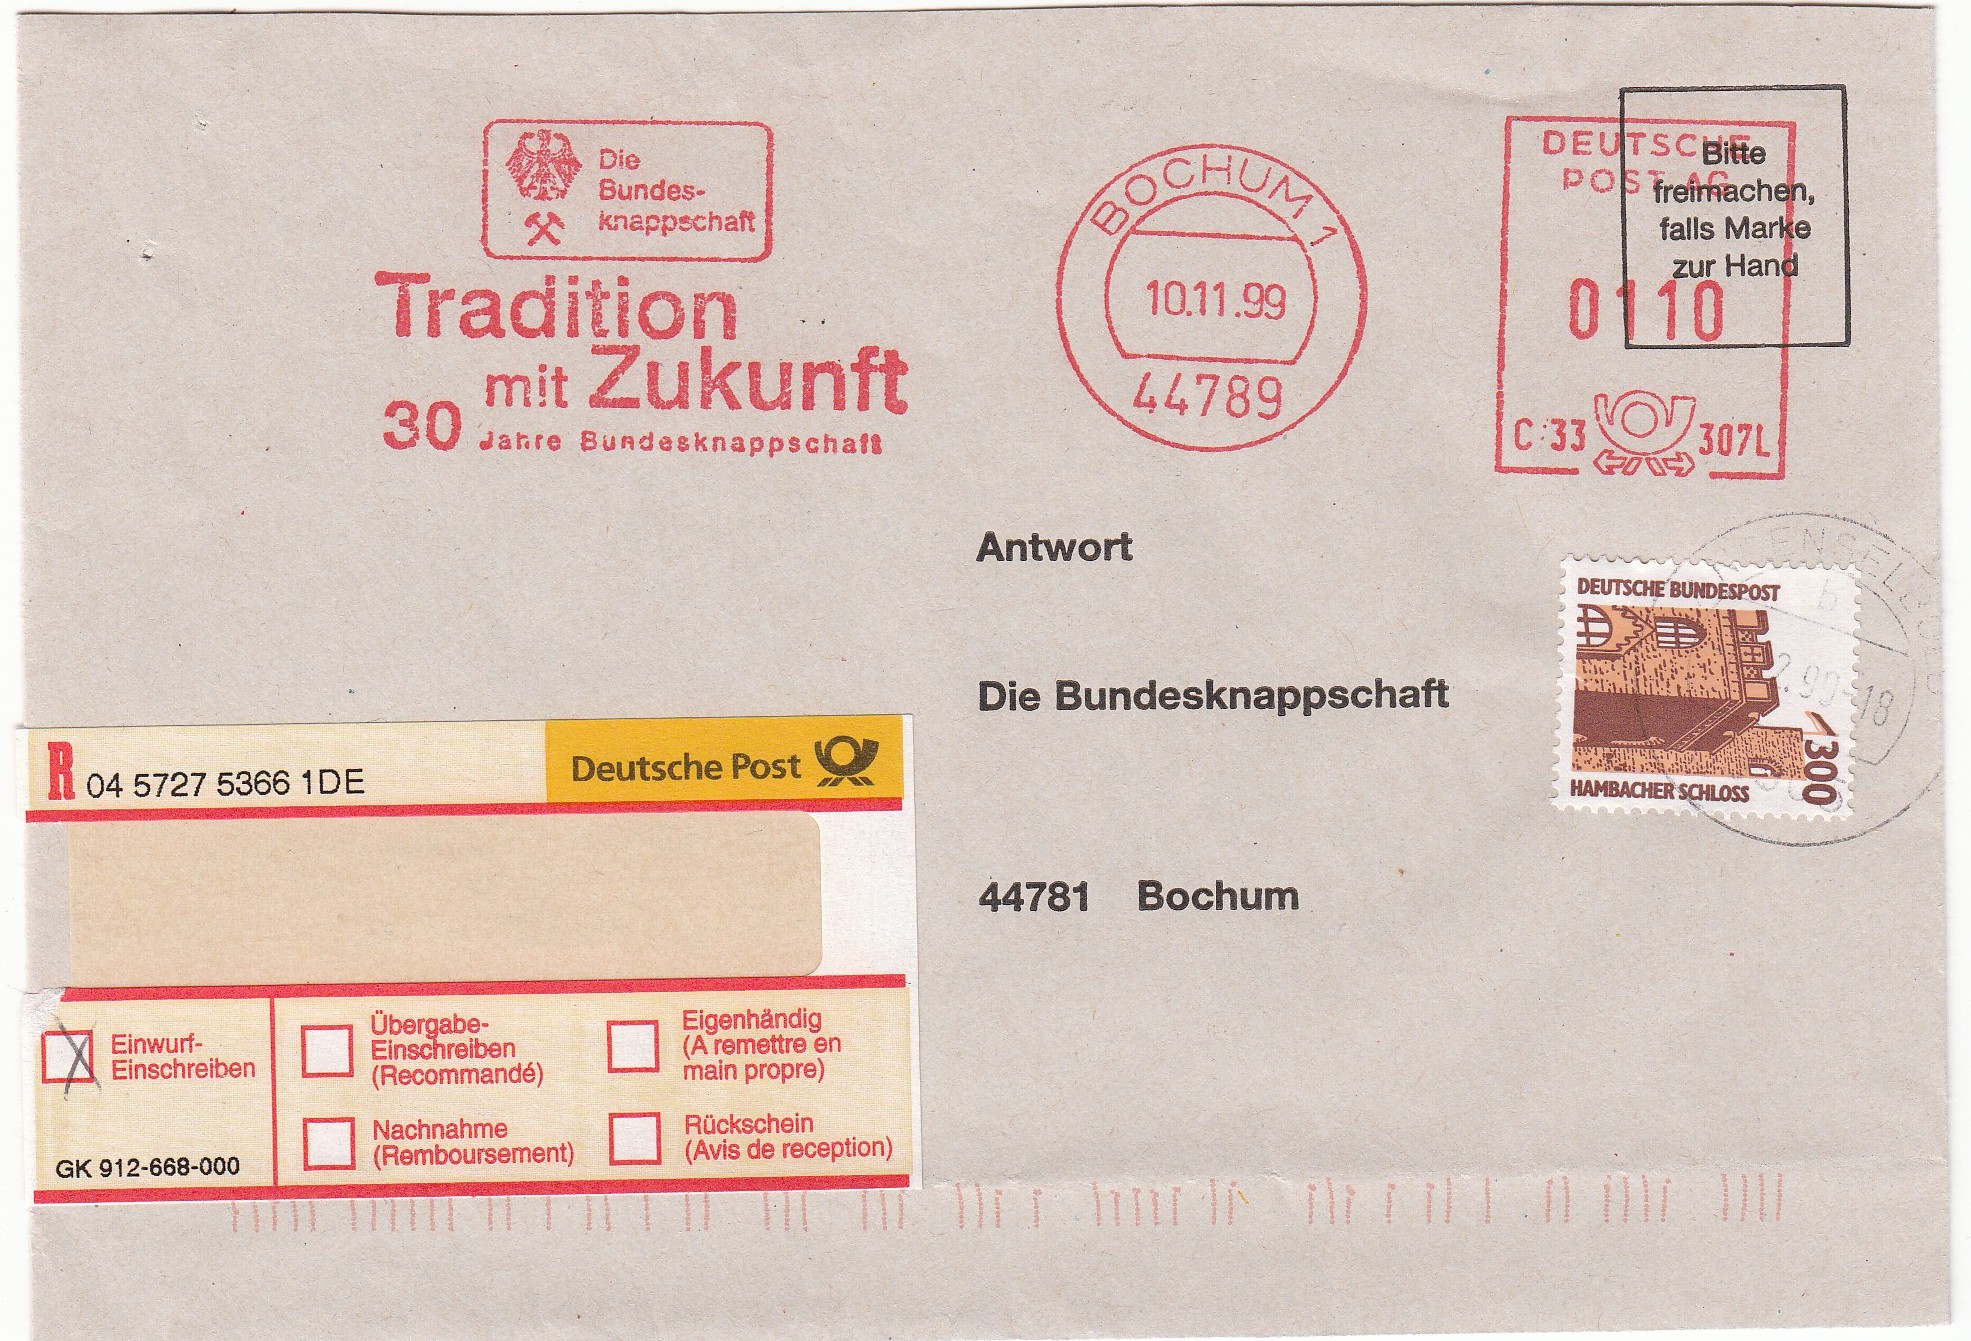 Die
Bundes-
knappschaft
Tradition
mit Zukunft
30 Jahre Bundesknappschaft
BOCHUM 1
10.11.99
44789
DEUTSCHE
POST AG
0110
C 33 307L
Bitte
freimachen,
falls Marke
zur Hand
Antwort
Die Bundesknappschaft
44781 Bochum
DEUTSCHE BUNDESPOST
300
HAMBACHER SCHLOSS
b
R 04 5727 5366 1DE
Deutsche Post
Einwurf-
Einschreiben
GK 912-668-000
Übergabe-
Einschreiben
(Recommandé)
Nachnahme
(Remboursement)
Eigenhändig
(A remettre en
main propre)
Rückschein
(Avis de reception)